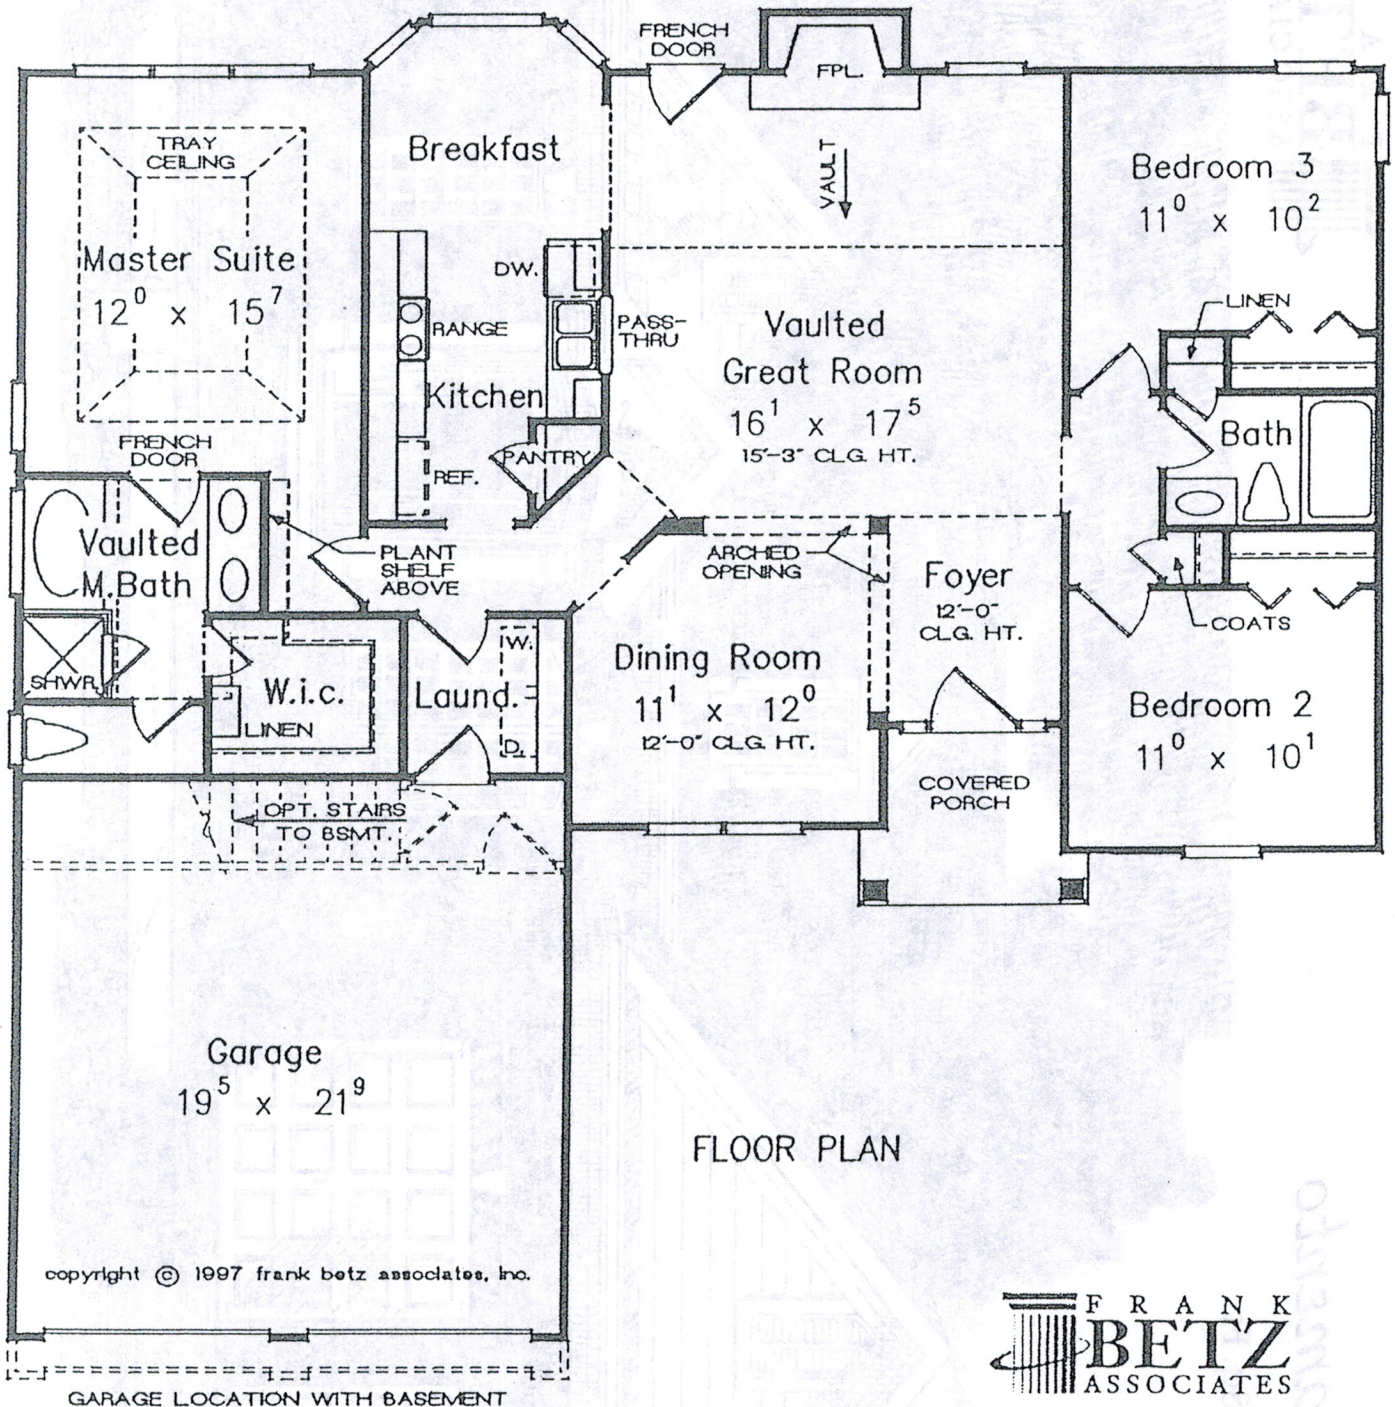 FRENCH
DOOR
FPL.
TRAY
CEILING
Breakfast
VAULT
Bedroom 3
11⁰ x 10²
Master Suite
12⁰ x 15⁷
DW.
RANGE
PASS-
THRU
Vaulted
Great Room
16¹ x 17⁵
15'-3" CLG. HT.
LINEN
Kitchen
FRENCH
DOOR
PANTRY
REF.
Bath
Vaulted
M.Bath
PLANT
SHELF
ABOVE
ARCHED
OPENING
Foyer
12'-0"
CLG. HT.
COATS
SHWR.
W.i.c.
LINEN
Laund.
W.
D.
Dining Room
11¹ x 12⁰
12'-0" CLG. HT.
Bedroom 2
11⁰ x 10¹
COVERED
PORCH
OPT. STAIRS
TO BSMT.
Garage
19⁵ x 21⁹
FLOOR PLAN
copyright © 1997 frank betz associates, inc.
GARAGE LOCATION WITH BASEMENT
FRANK
BETZ
ASSOCIATES